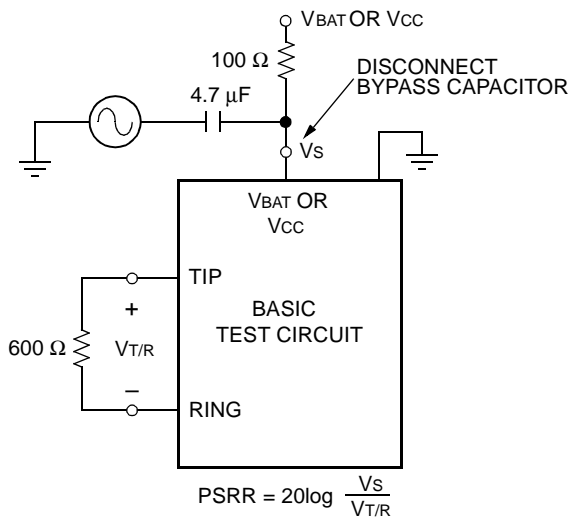 VBAT OR VCC
100 Ω
DISCONNECT
BYPASS CAPACITOR
4.7 μF
VS
VBAT OR
VCC
TIP
+
BASIC
TEST CIRCUIT
600 Ω
VT/R
–
RING
PSRR = 20log VS
VT/R